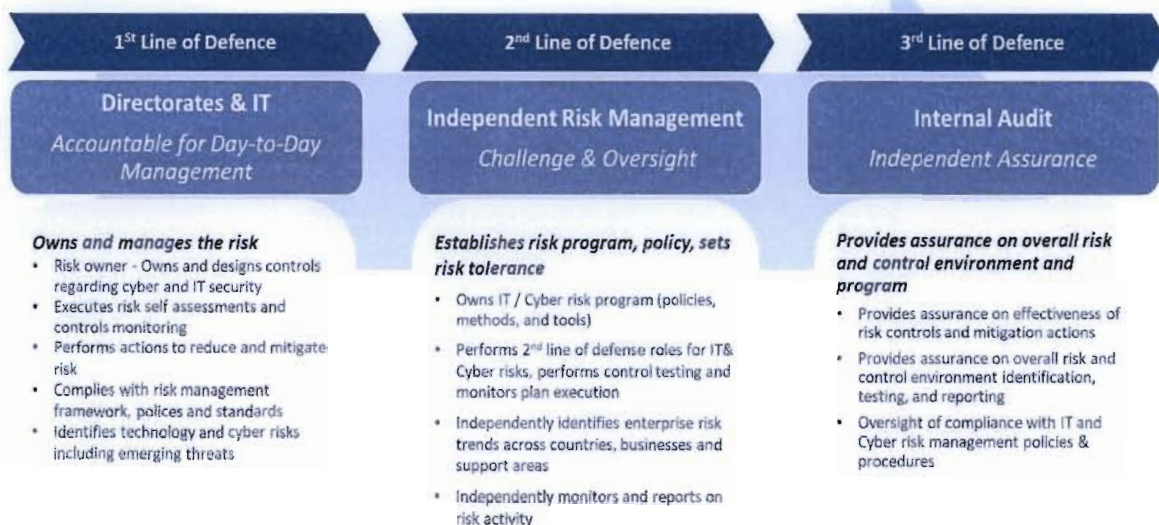 1St Line of Defence
2nd Line of Defence
3rd Line of Defence
Directorates & IT
Accountable for Day-to-Day
Management
Independent Risk Management
Challenge & Oversight
Internal Audit
Independent Assurance
Owns and manages the risk
• Risk owner - Owns and designs controls
regarding cyber and IT security
• Executes risk self assessments and
controls monitoring
• Performs actions to reduce and mitigate
risk
• Complies with risk management
framework, polices and standards
• Identifies technology and cyber risks
including emerging threats
Establishes risk program, policy, sets
risk tolerance
• Owns IT / Cyber risk program (policies,
methods, and tools)
• Performs 2nd line of defense roles for IT&
Cyber risks, performs control testing and
monitors plan execution
• Independently identifies enterprise risk
trends across countries, businesses and
support areas
• Independently monitors and reports on
risk activity
Provides assurance on overall risk
and control environment and
program
• Provides assurance on effectiveness of
risk controls and mitigation actions
• Provides assurance on overall risk and
control environment identification,
testing, and reporting
• Oversight of compliance with IT and
Cyber risk management policies &
procedures